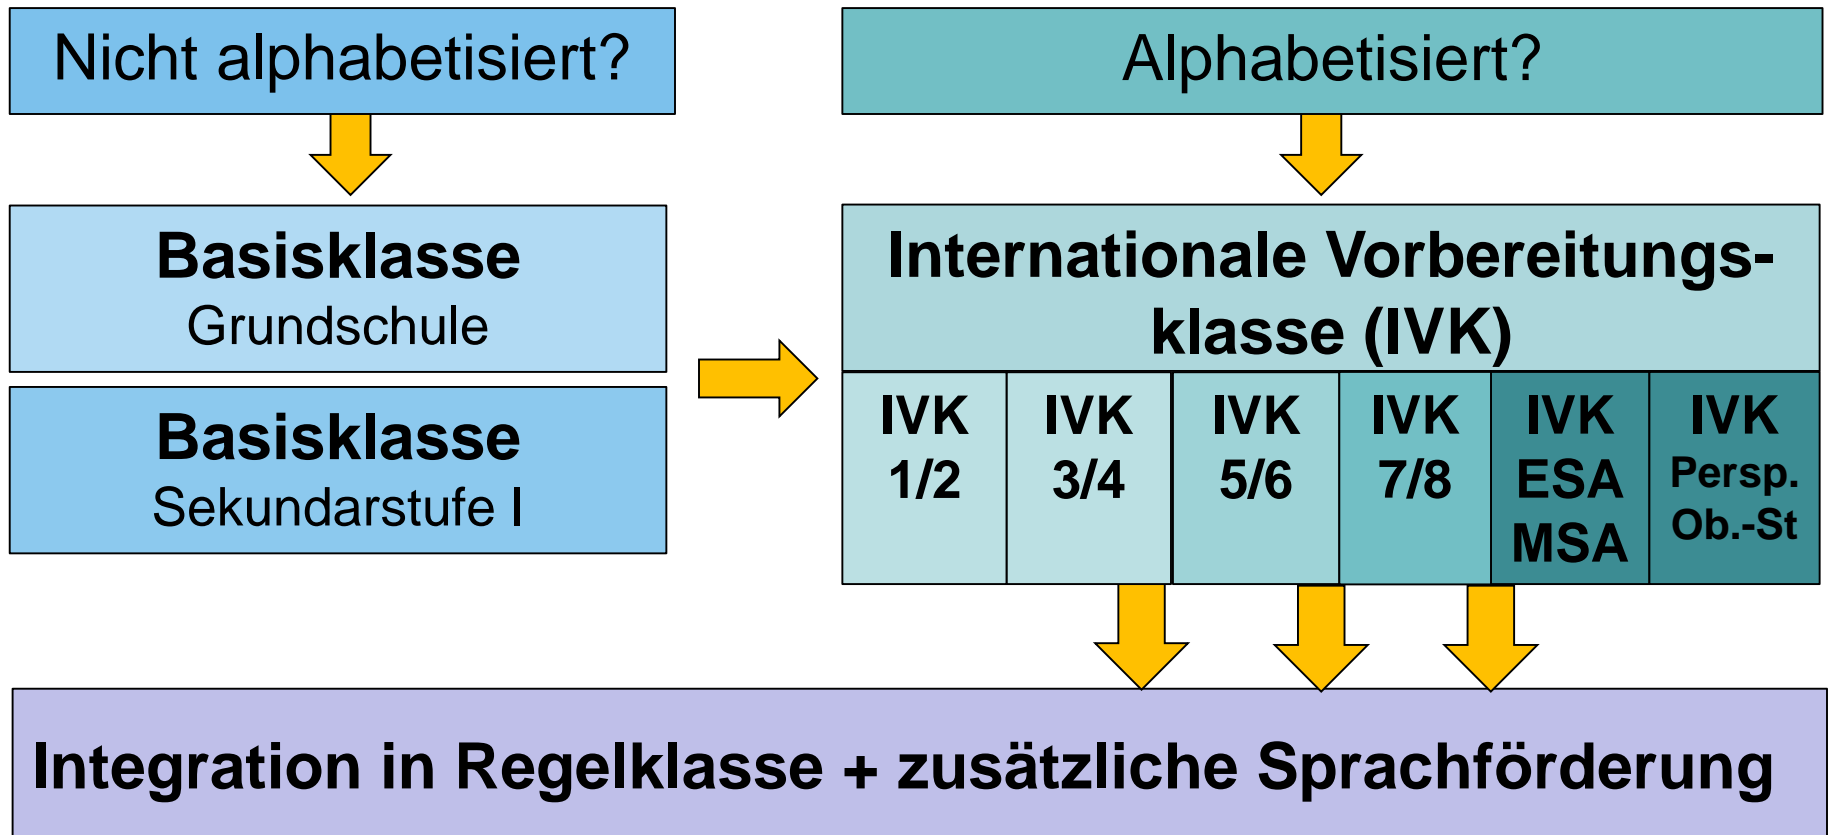 Nicht alphabetisiert?
Alphabetisiert?
Basisklasse
Grundschule
Basisklasse
Sekundarstufe I
Internationale Vorbereitungs-
klasse (IVK)
IVK
1/2
IVK
3/4
IVK
5/6
IVK
7/8
IVK
ESA
MSA
IVK
Persp.
Ob.-St
Integration in Regelklasse + zusätzliche Sprachförderung